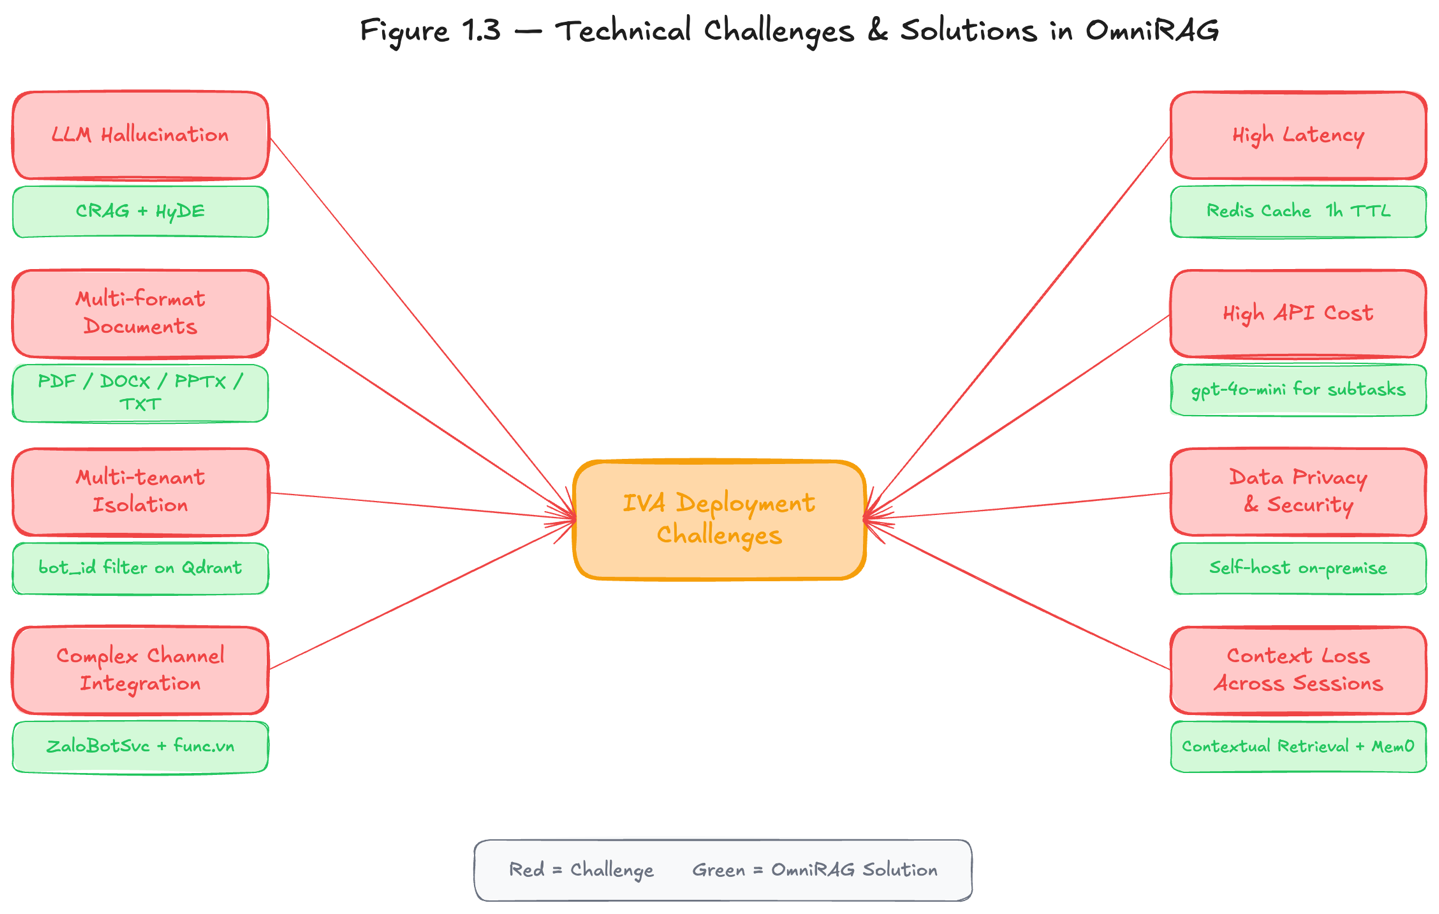 Figure 1.3 — Technical Challenges & Solutions in OmniRAG
LLM Hallucination
CRAG + HyDE
Multi-format
Documents
PDF / DOCX / PPTX /
TXT
Multi-tenant
Isolation
bot_id filter on Qdrant
Complex Channel
Integration
ZaloBotSvc + func.vn
IVA Deployment
Challenges
High Latency
Redis Cache  1h TTL
High API Cost
gpt-4o-mini for subtasks
Data Privacy
& Security
Self-host on-premise
Context Loss
Across Sessions
Contextual Retrieval + Mem0
Red = Challenge      Green = OmniRAG Solution